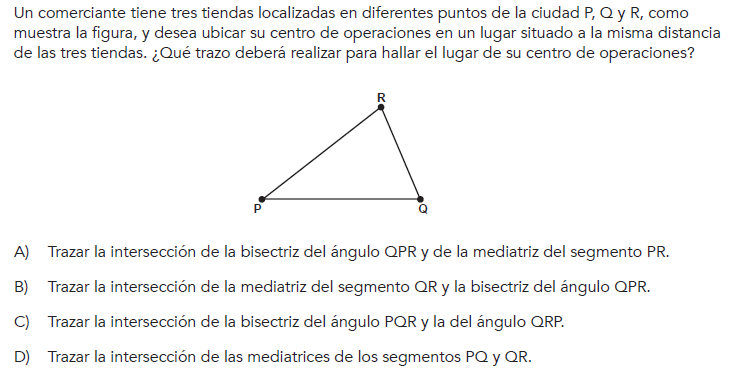 Un comerciante tiene tres tiendas localizadas en diferentes puntos de la ciudad P, Q y R, como
muestra la figura, y desea ubicar su centro de operaciones en un lugar situado a la misma distancia
de las tres tiendas. ¿Qué trazo deberá realizar para hallar el lugar de su centro de operaciones?
R
P
Q
A) Trazar la intersección de la bisectriz del ángulo QPR y de la mediatriz del segmento PR.
B) Trazar la intersección de la mediatriz del segmento QR y la bisectriz del ángulo QPR.
C) Trazar la intersección de la bisectriz del ángulo PQR y la del ángulo QRP.
D) Trazar la intersección de las mediatrices de los segmentos PQ y QR.